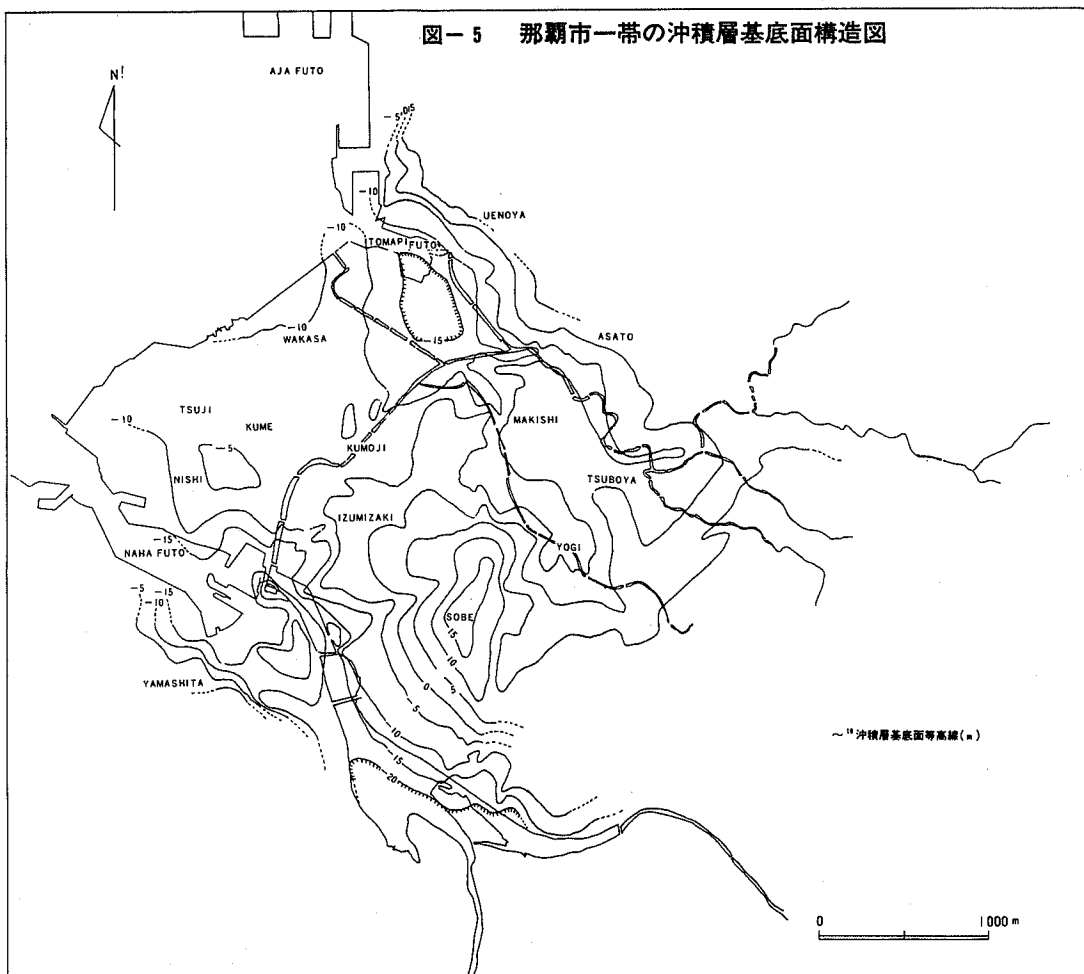 図－5 那覇市一帯の沖積層基底面構造図
N
AJA FUTO
-5 0 5 15
-10
UENOYA
-10
TOMARI FUTO
-10
WAKASA
-15
ASATO
TSUJI
-10
KUME
MAKISHI
-5
KUMOJI
NISHI
TSUBOYA
IZUMIZAKI
-15
NAHA FUTO
YOGI
-5
-15
-10
SOBE
-15
-10
YAMASHITA
-5
0
-5
-10
-15
-20
～10 沖積層基底面等高線(m)
0 1000m